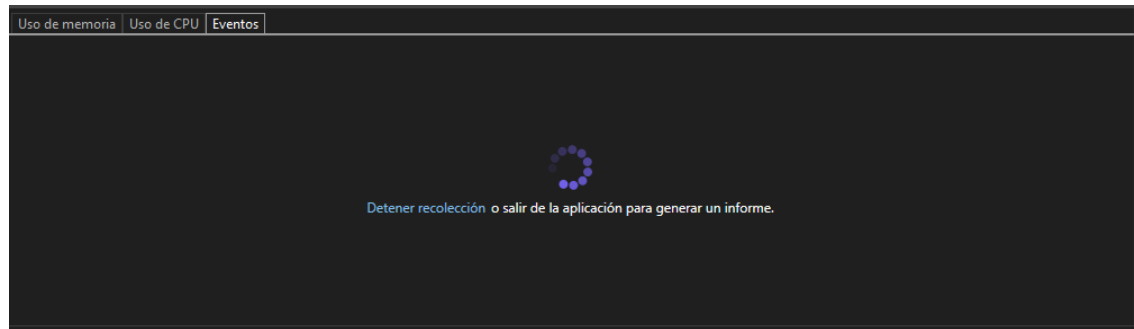 Uso de memoria Uso de CPU Eventos
Detener recolección o salir de la aplicación para generar un informe.